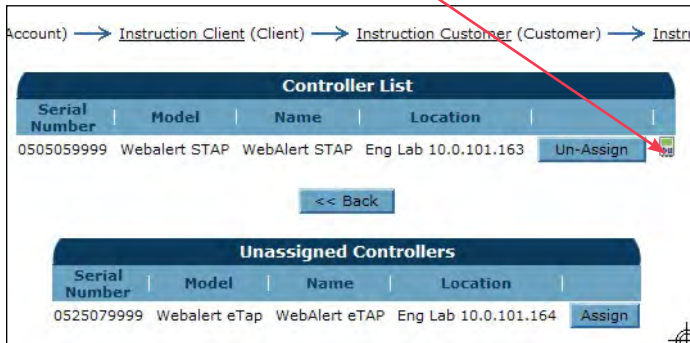 Account) Instruction Client (Client) Instruction Customer (Customer) Instru
Controller List
Serial Number Model Name Location
0505059999 Webalert STAP WebAlert STAP Eng Lab 10.0.101.163 Un-Assign
<< Back
Unassigned Controllers
Serial Number Model Name Location
0525079999 Webalert eTap WebAlert eTAP Eng Lab 10.0.101.164 Assign